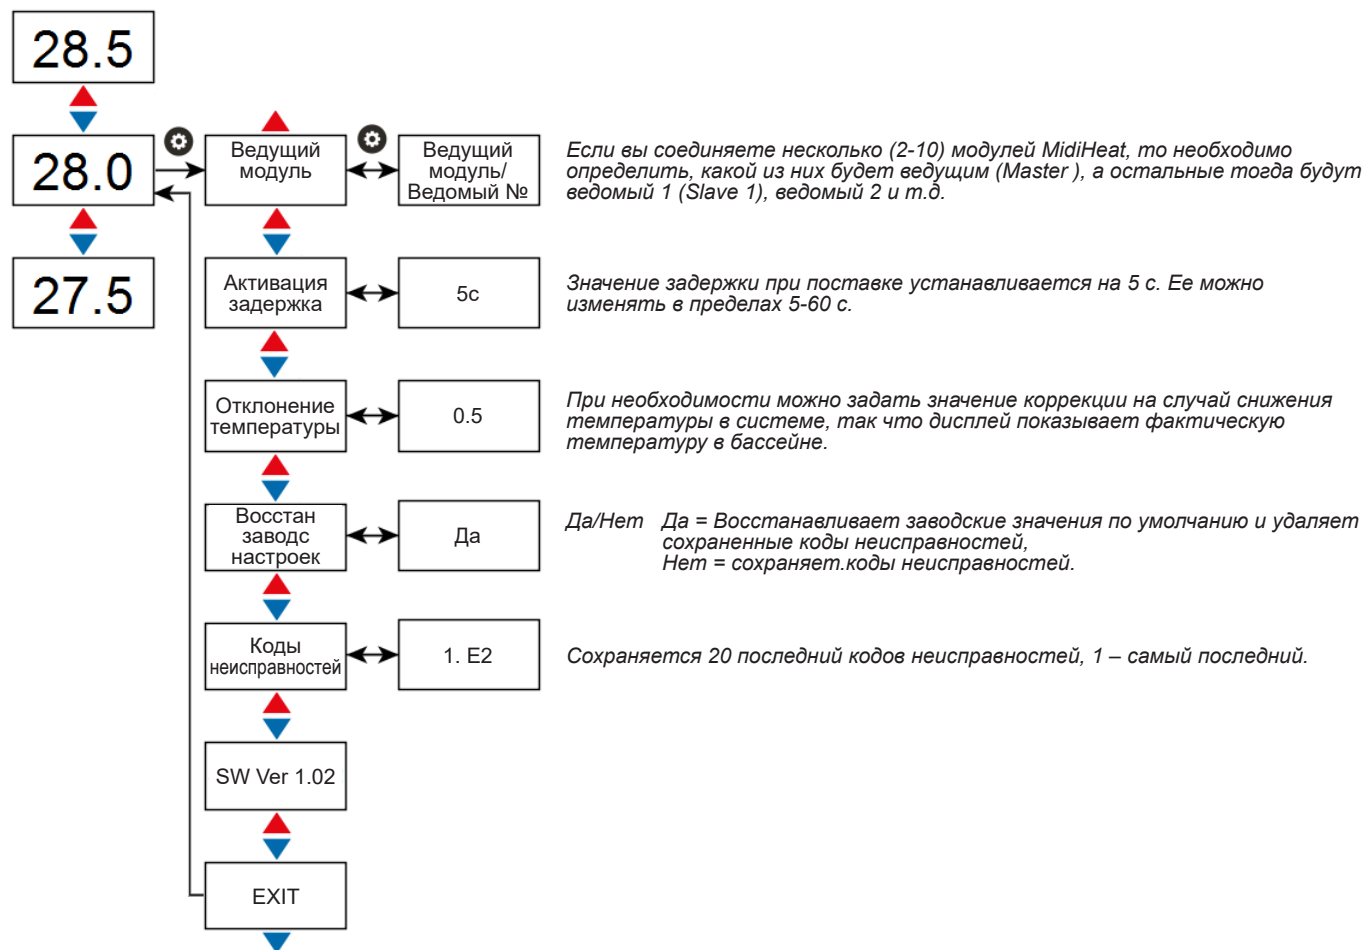 28.5
28.0
27.5
Ведущий
модуль
Ведущий
модуль/
Ведомый №
Если вы соединяете несколько (2-10) модулей MidiHeat, то необходимо
определить, какой из них будет ведущим (Master ), а остальные тогда будут
ведомый 1 (Slave 1), ведомый 2 и т.д.
Активация
задержка
5с
Значение задержки при поставке устанавливается на 5 с. Ее можно
изменять в пределах 5-60 с.
Отклонение
температуры
0.5
При необходимости можно задать значение коррекции на случай снижения
температуры в системе, так что дисплей показывает фактическую
температуру в бассейне.
Восстан
заводс
настроек
Да
Да/Нет Да = Восстанавливает заводские значения по умолчанию и удаляет
сохраненные коды неисправностей,
Нет = сохраняет.коды неисправностей.
Коды
неисправностей
1. E2
Сохраняется 20 последний кодов неисправностей, 1 – самый последний.
SW Ver 1.02
EXIT